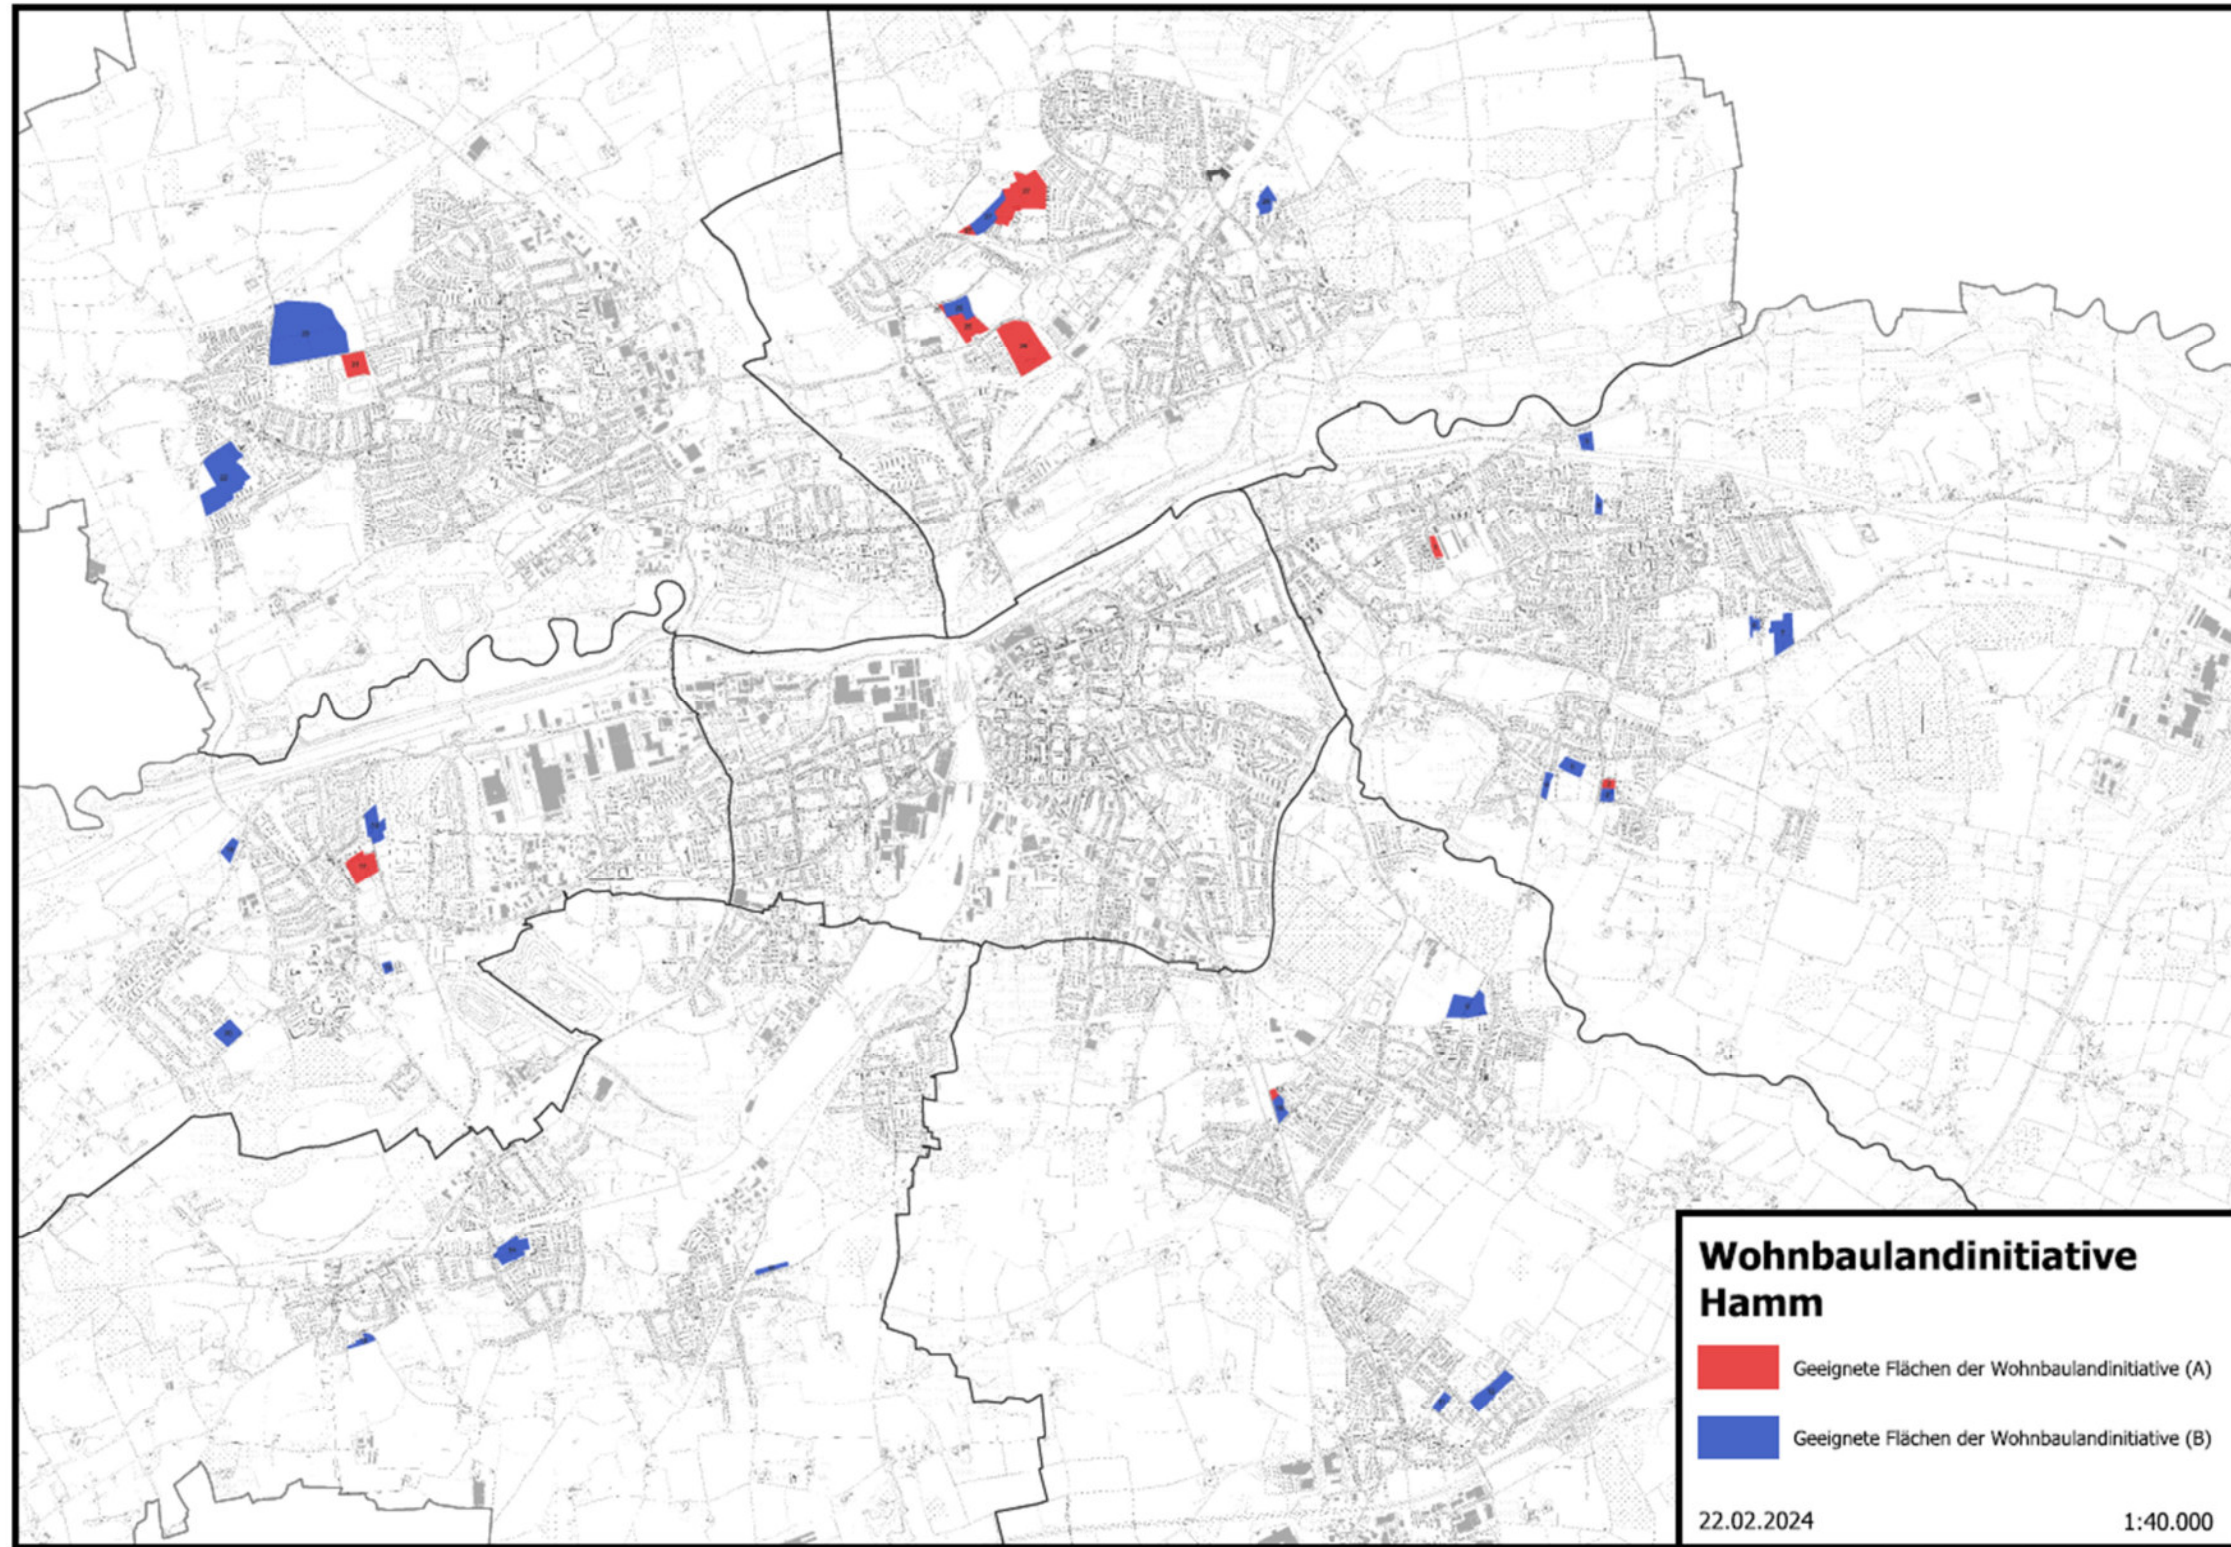 Wohnbaulandinitiative
Hamm
Geeignete Flächen der Wohnbaulandinitiative (A)
Geeignete Flächen der Wohnbaulandinitiative (B)
22.02.2024
1:40.000